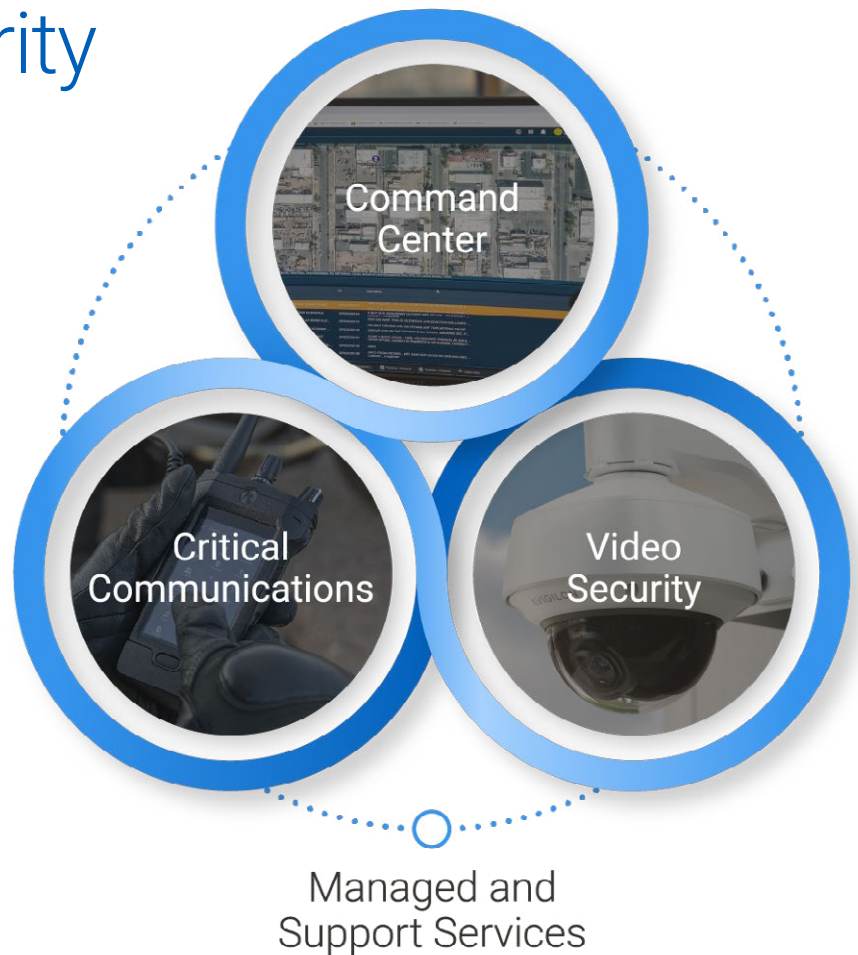 rity
Command
Center
Critical
Communications
Video
Security
Managed and
Support Services